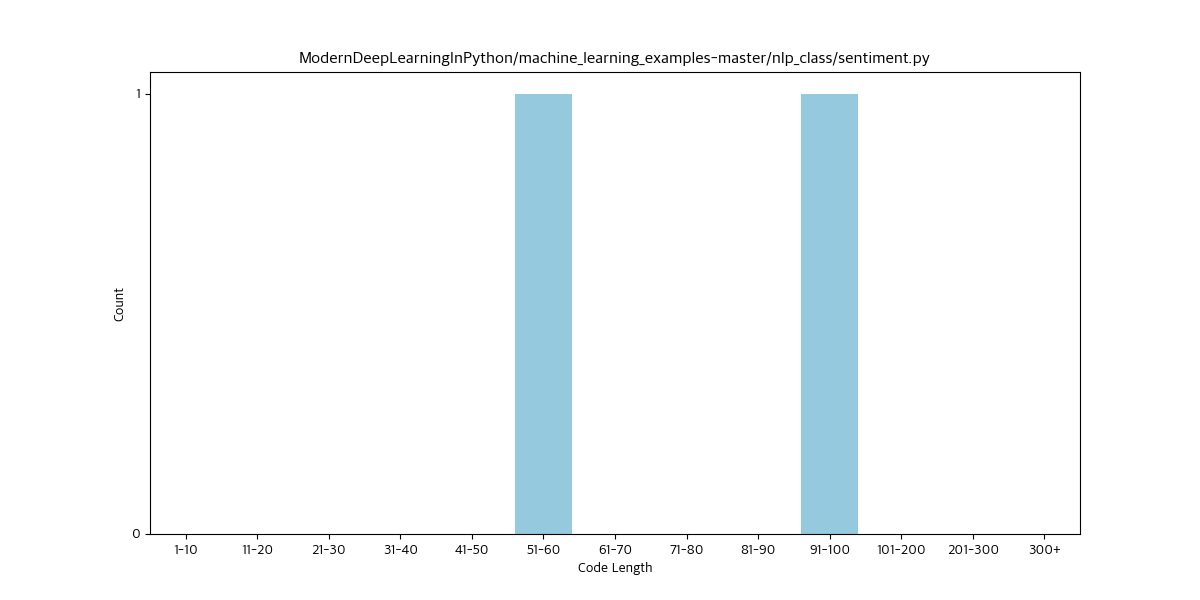 ModernDeepLearningInPython/machine_learning_examples-master/nlp_class/sentiment.py
1
Count
0
1-10 11-20 21-30 31-40 41-50 51-60 61-70 71-80 81-90 91-100 101-200 201-300 300+
Code Length